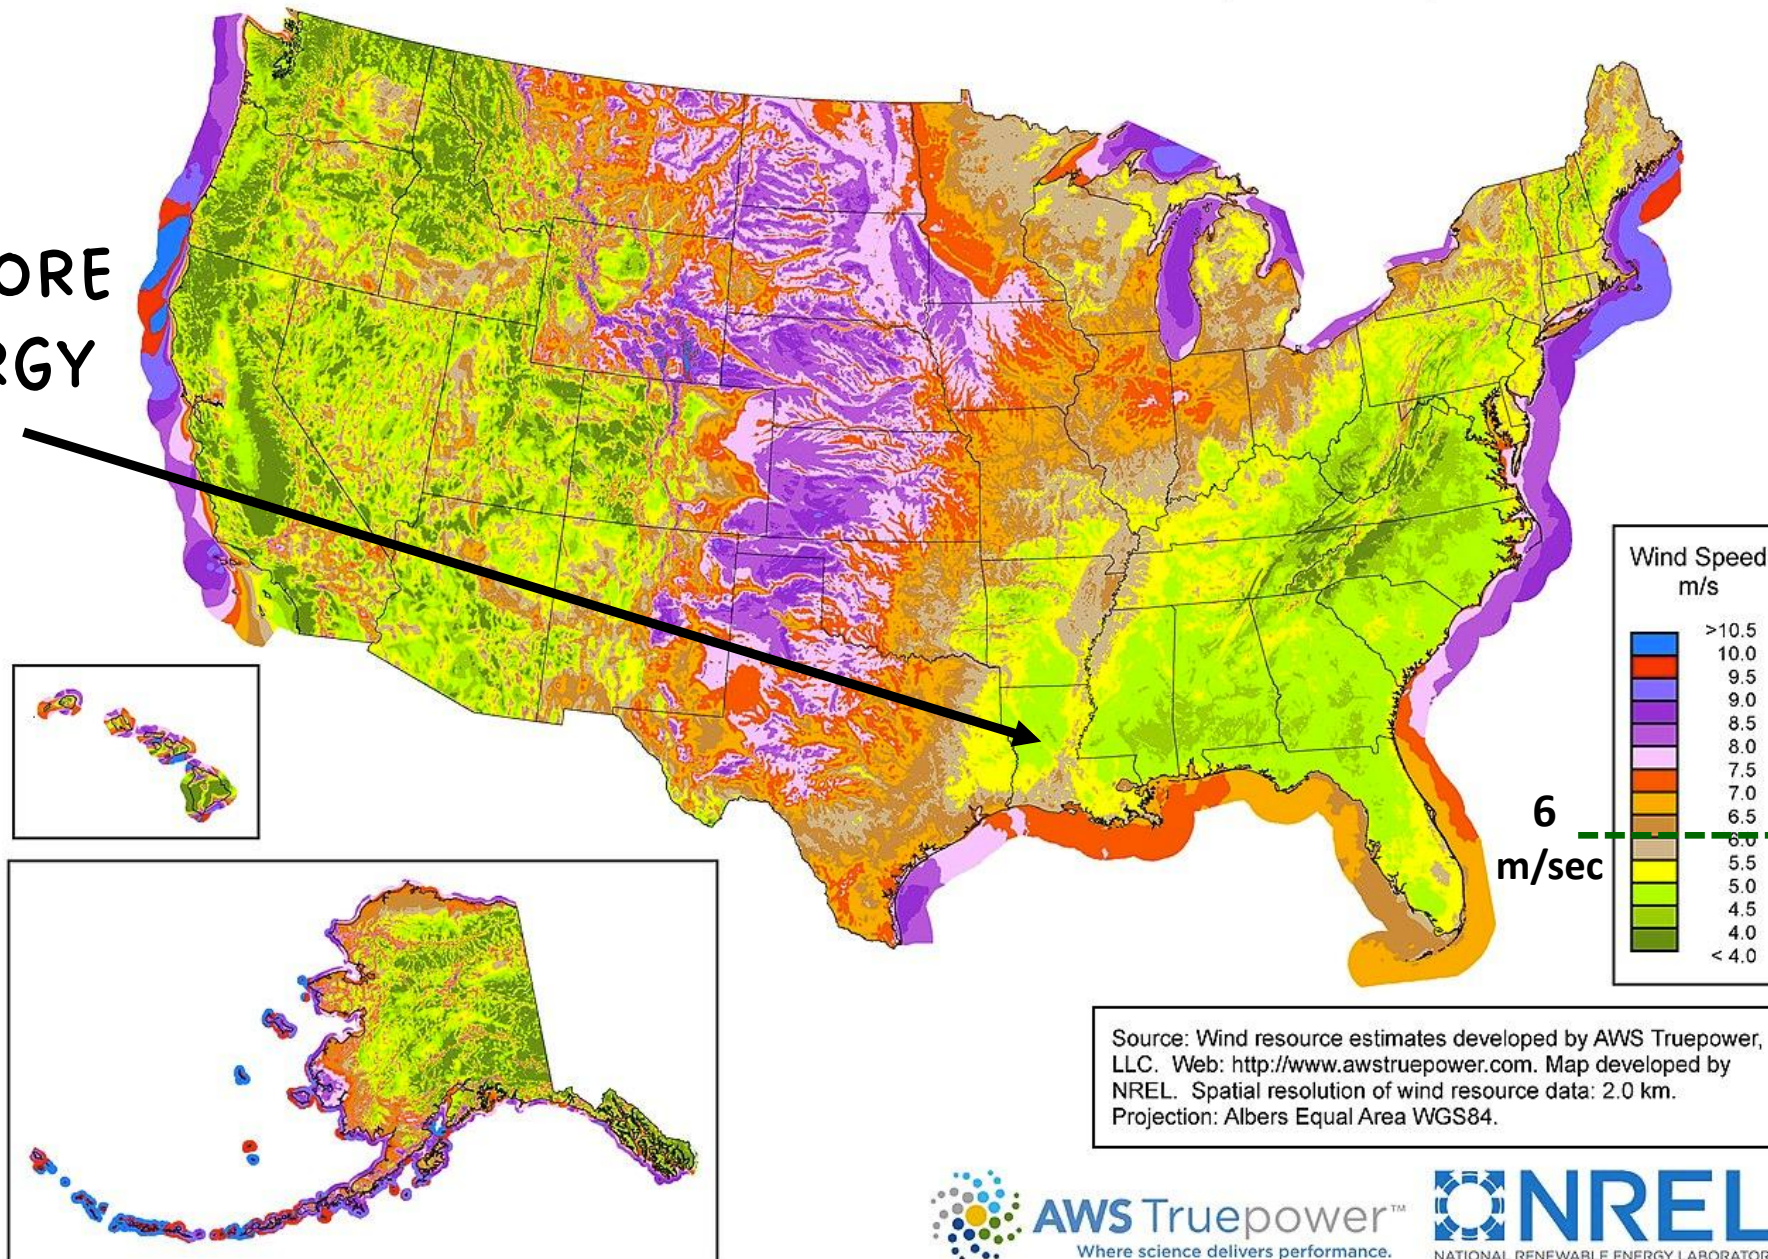 ORE
RGY
Wind Speed
m/s
>10.5
10.0
9.5
9.0
8.5
8.0
7.5
7.0
6.5
6.0
5.5
5.0
4.5
4.0
< 4.0
6
m/sec
Source: Wind resource estimates developed by AWS Truepower,
LLC. Web: http://www.awstruepower.com. Map developed by
NREL. Spatial resolution of wind resource data: 2.0 km.
Projection: Albers Equal Area WGS84.
AWS Truepower™
Where science delivers performance.
NREL
NATIONAL RENEWABLE ENERGY LABORATOR